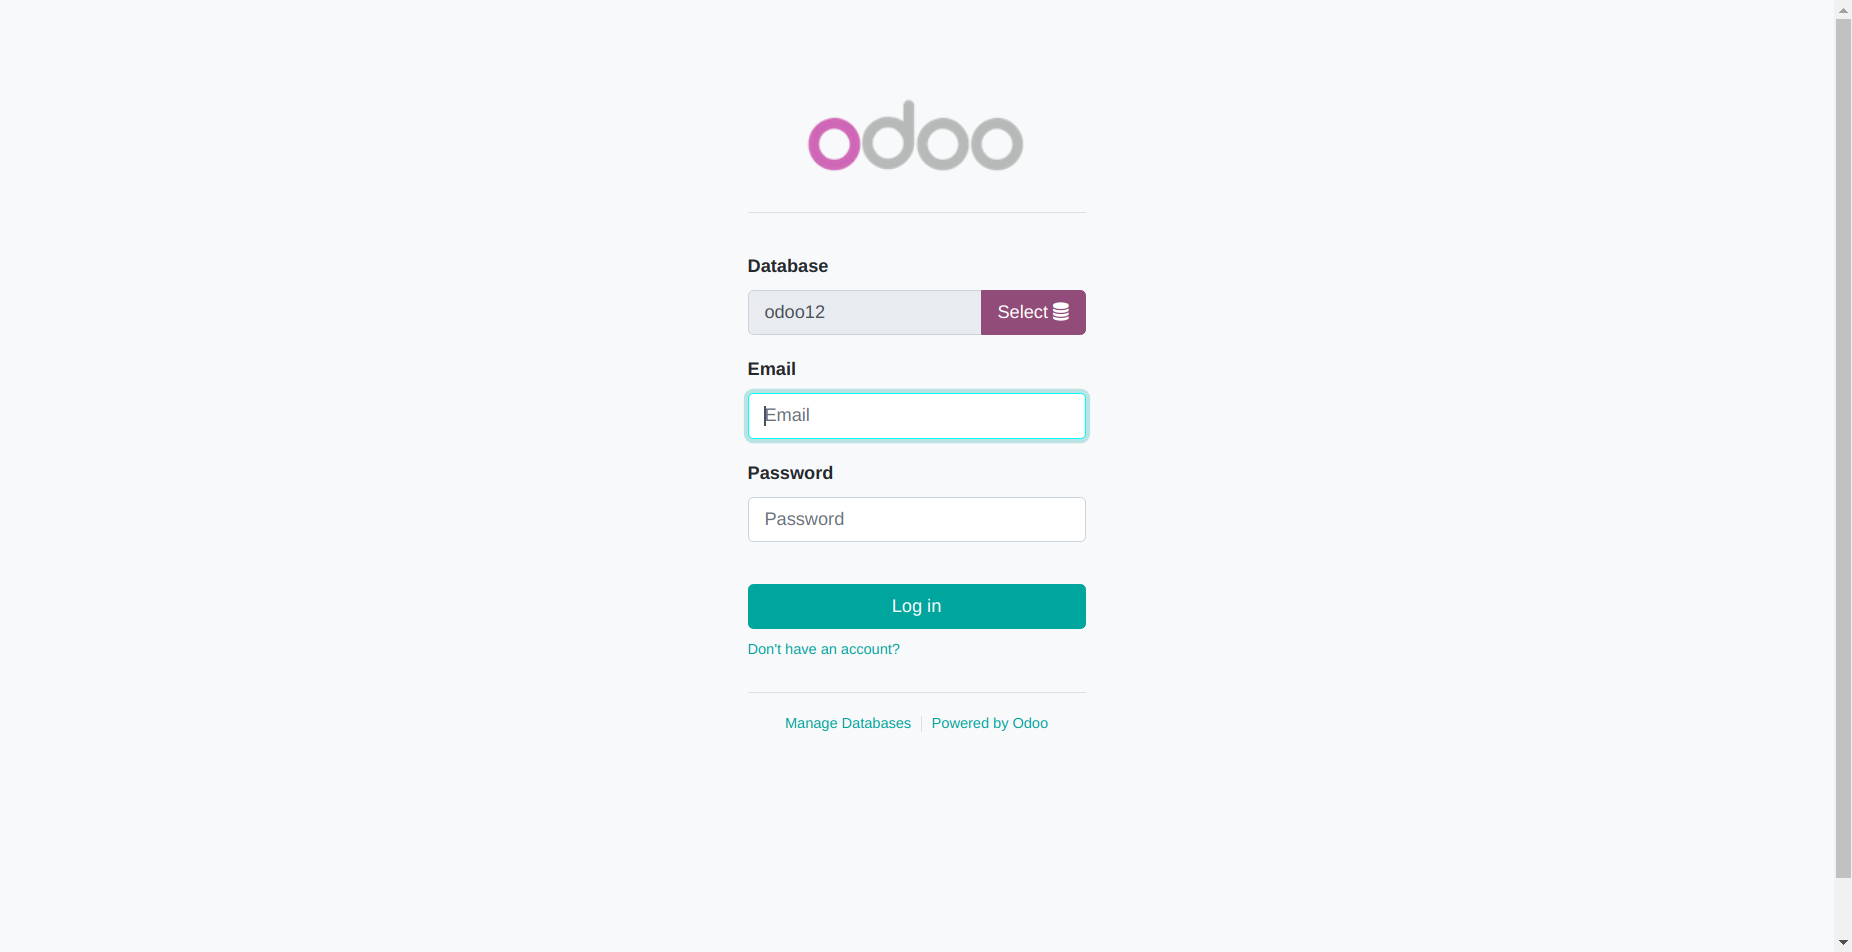 odoo
Database
odoo12
Select
Email
Email
Password
Password
Log in
Don't have an account?
Manage Databases
Powered by Odoo